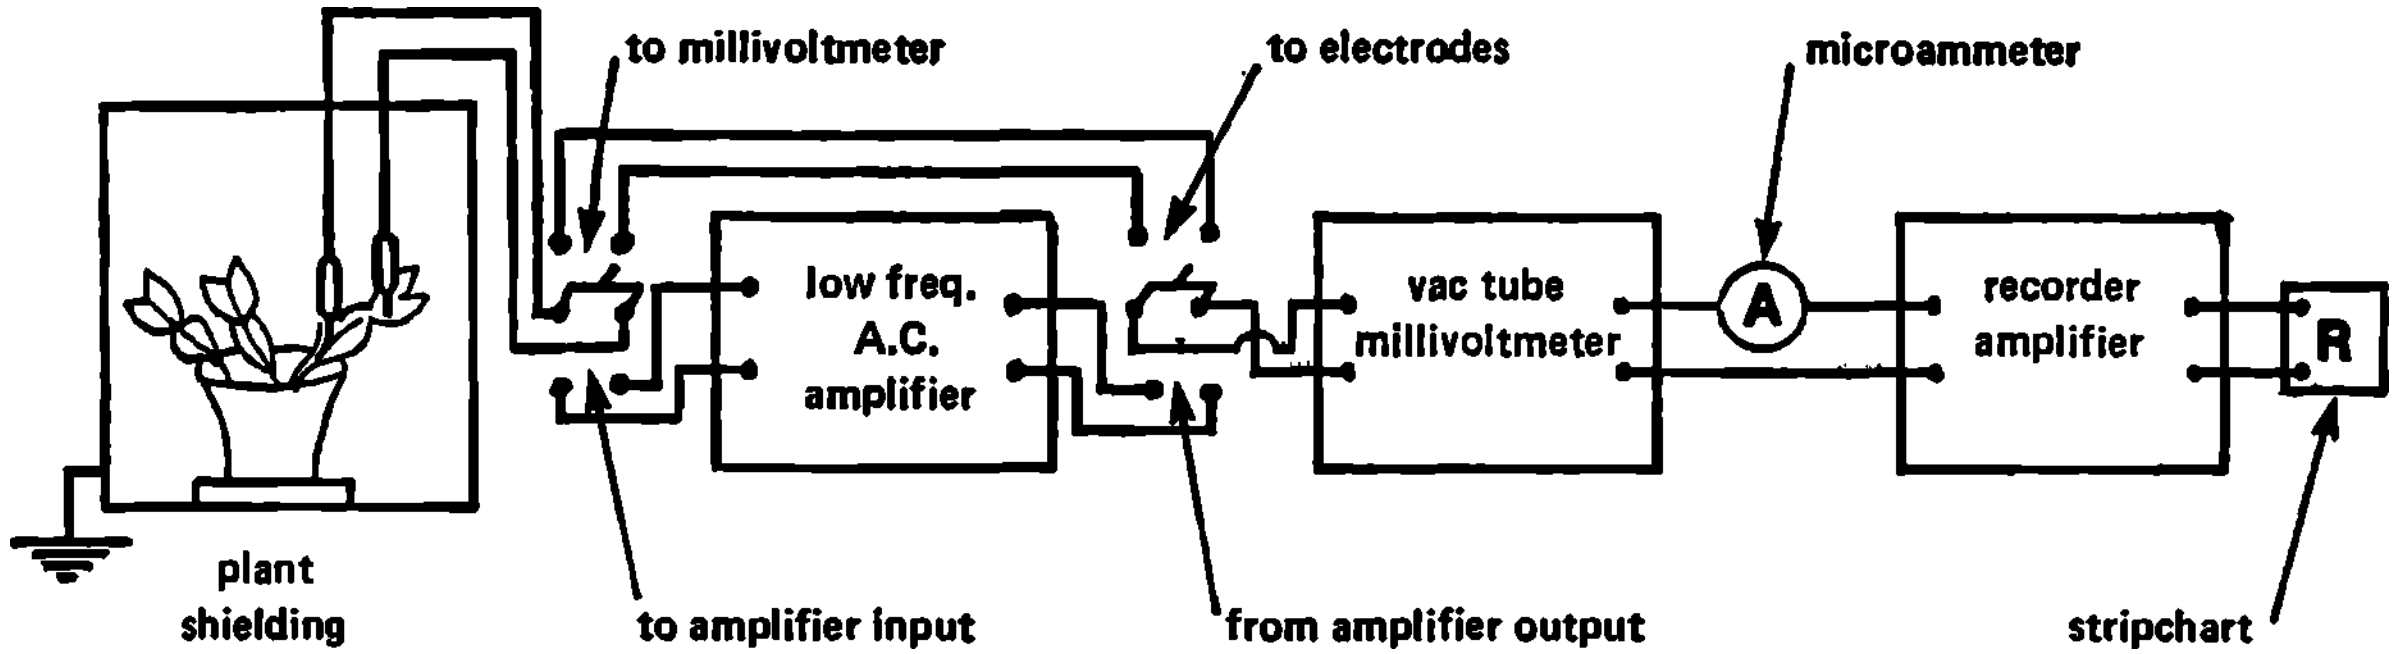 to millivoltmeter
to electrodes
microammeter
low freq.
A.C.
amplifier
vac tube
millivoltmeter
A
recorder
amplifier
R
plant
shielding
to amplifier input
from amplifier output
stripchart